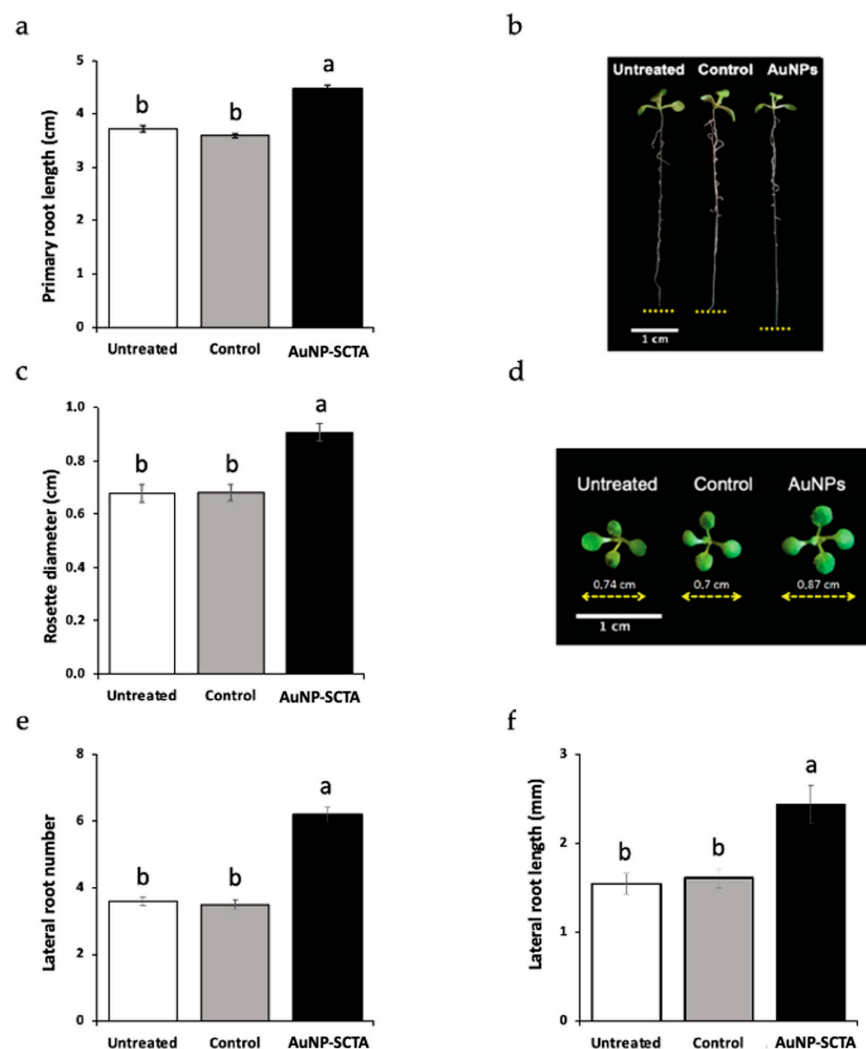 a
Primary root length (cm)
5
4
3
2
1
0
b
b
a
Untreated
Control
AuNP-SCTA
b
Untreated Control AuNPs
1 cm
c
Rosette diameter (cm)
1.0
0.8
0.6
0.4
0.2
0.0
b
b
a
Untreated
Control
AuNP-SCTA
d
Untreated Control AuNPs
0,74 cm 0,7 cm 0,87 cm
1 cm
e
Lateral root number
8
6
4
2
0
b
b
a
Untreated
Control
AuNP-SCTA
f
Lateral root length (mm)
3
2
1
0
b
b
a
Untreated
Control
AuNP-SCTA